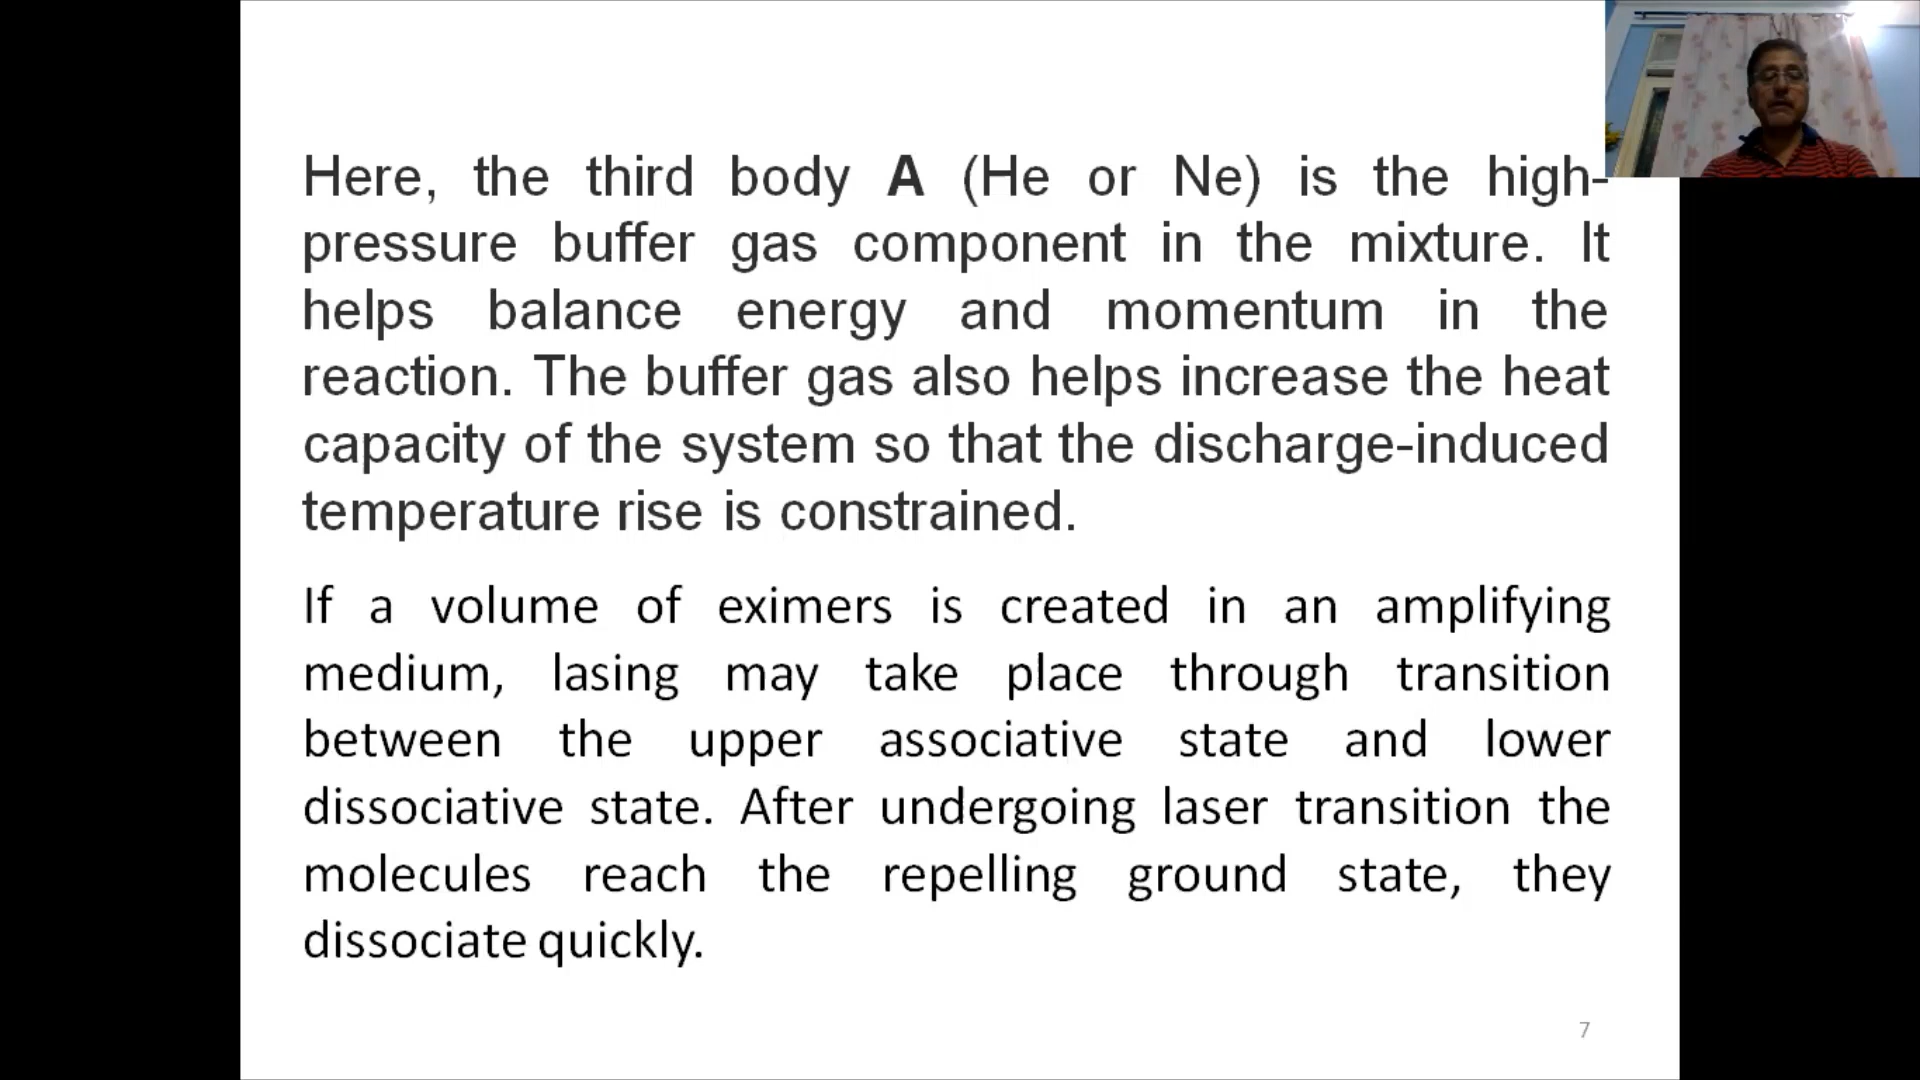 Here, the third body A (He or Ne) is the high-
pressure buffer gas component in the mixture. It
helps balance energy and momentum in the
reaction. The buffer gas also helps increase the heat
capacity of the system so that the discharge-induced
temperature rise is constrained.
If a volume of eximers is created in an amplifying
medium, lasing may take place through transition
between the upper associative state and lower
dissociative state. After undergoing laser transition the
molecules reach the repelling ground state, they
dissociate quickly.
7